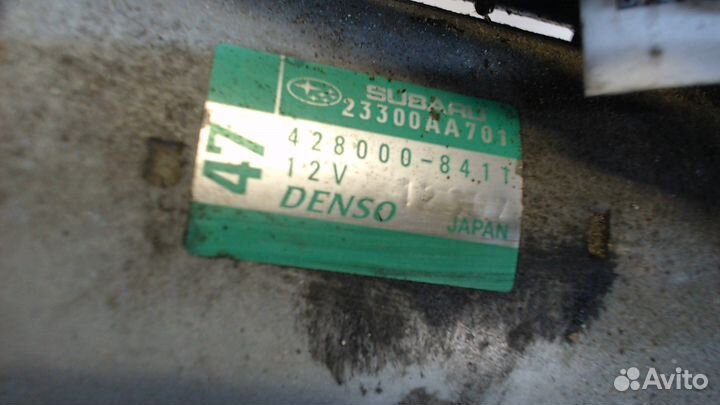 SUBARU
23300AA701
47
428000-8411
12V
DENSO
JAPAN
Avito